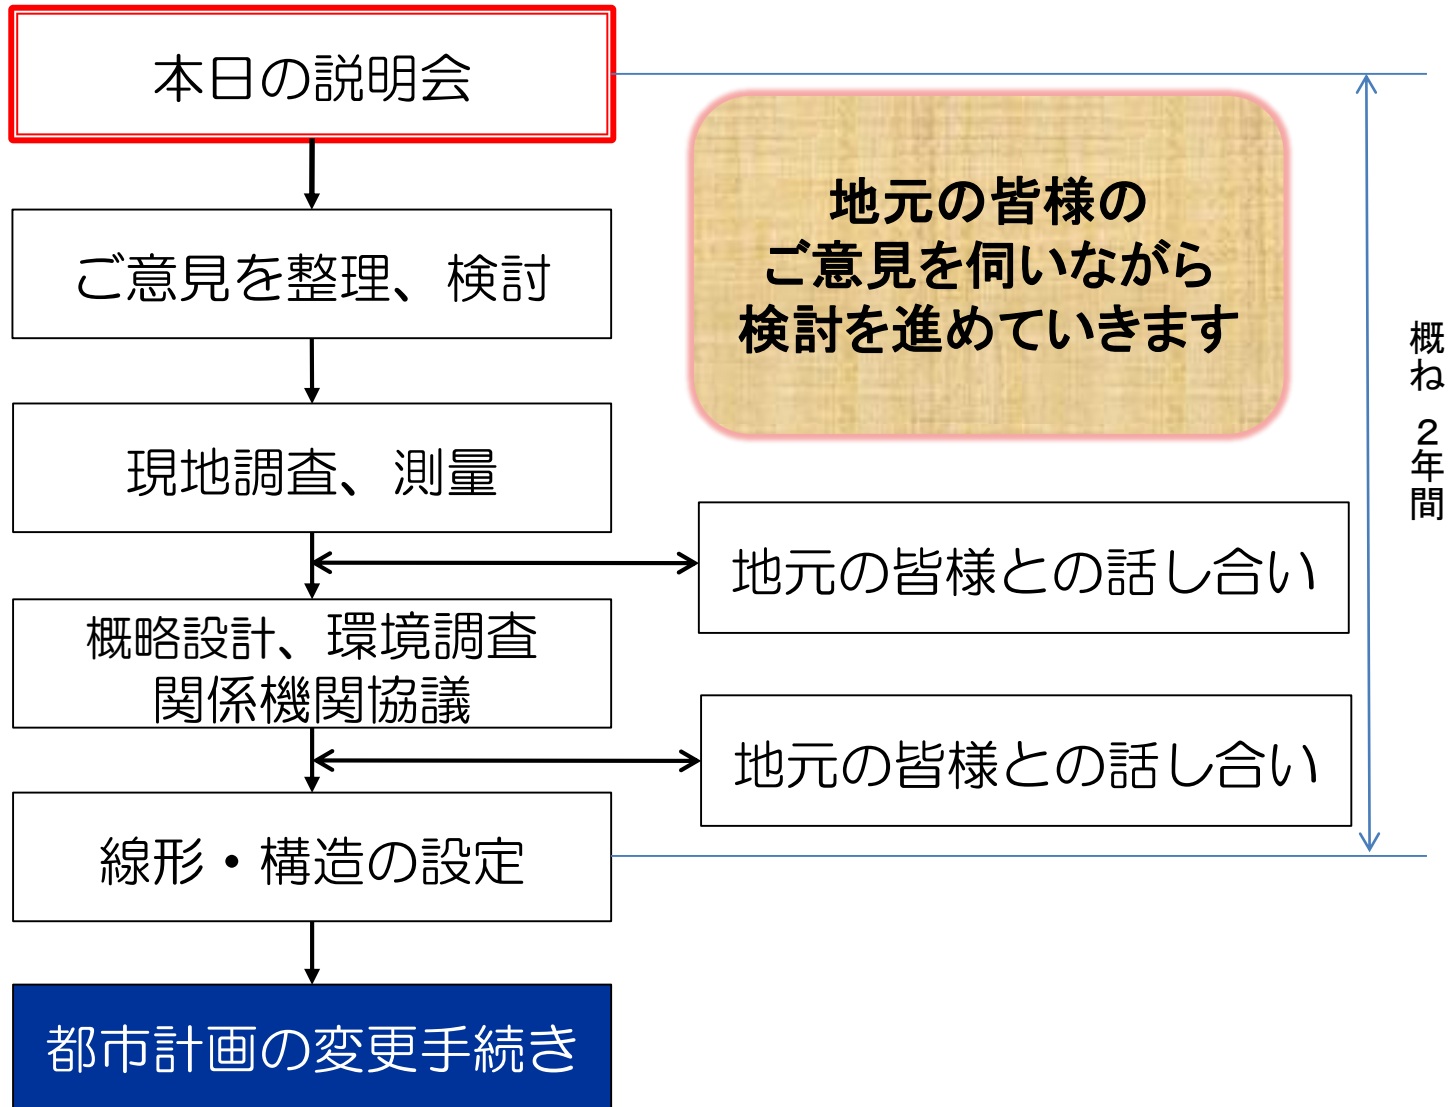 本日の説明会
地元の皆様の
ご意見を伺いながら
検討を進めていきます
ご意見を整理、検討
概ね ２年間
現地調査、測量
地元の皆様との話し合い
概略設計、環境調査
関係機関協議
地元の皆様との話し合い
線形・構造の設定
都市計画の変更手続き